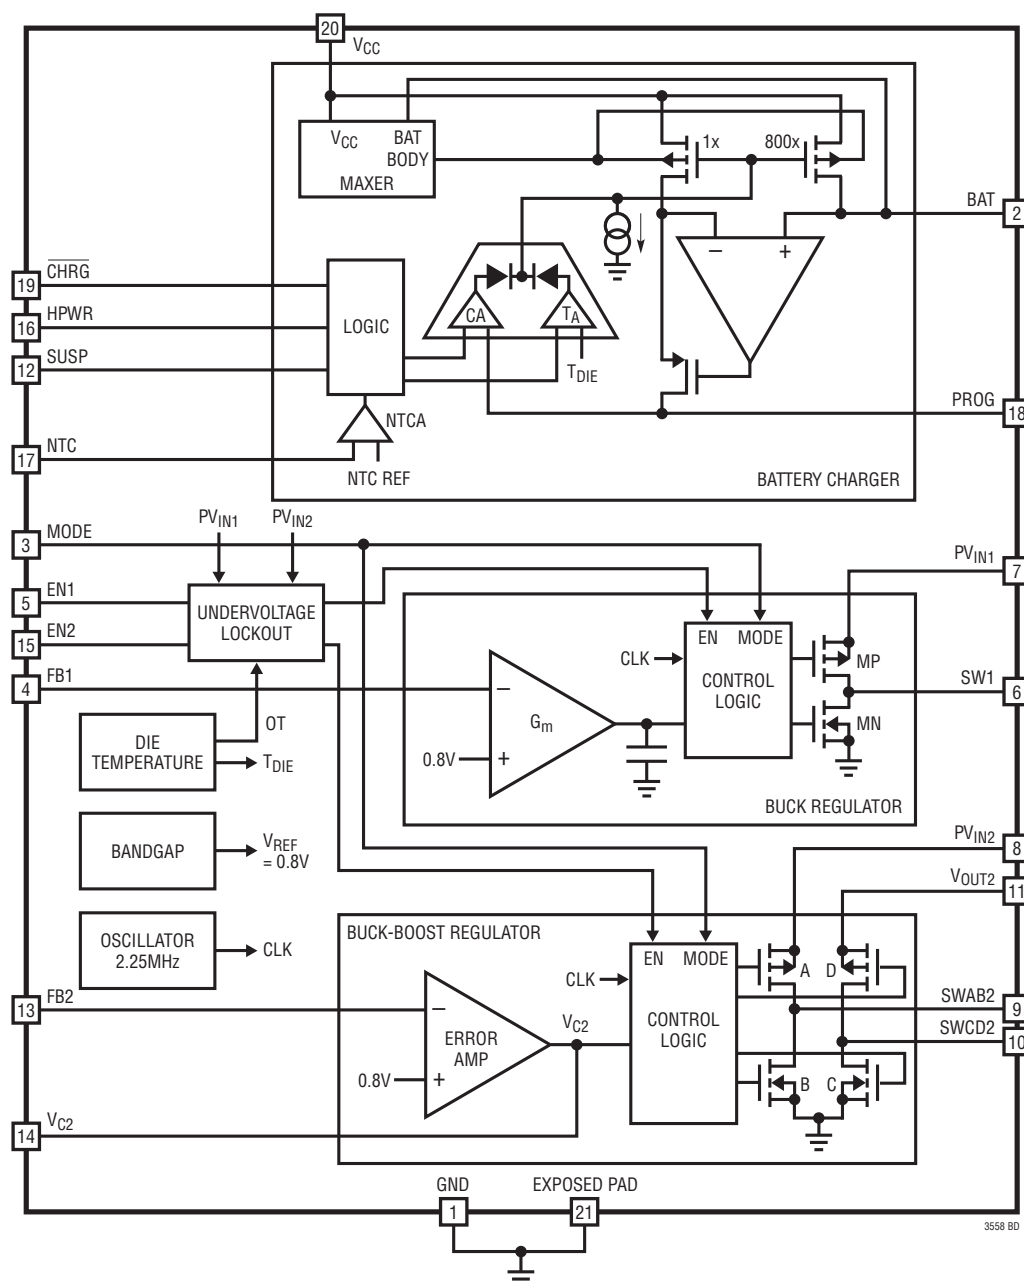 20
VCC
VCC BAT
BODY
MAXER
1x
800x
BAT
2
–
+
CHRG
19
HPWR
16
SUSP
12
LOGIC
CA
TA
TDIE
NTCA
NTC
17
NTC REF
PROG
18
BATTERY CHARGER
MODE
3
PVIN1
PVIN2
EN1
5
EN2
15
UNDERVOLTAGE
LOCKOUT
FB1
4
PVIN1
7
EN MODE
CLK
CONTROL
LOGIC
MP
SW1
6
MN
–
Gm
0.8V
+
BUCK REGULATOR
OT
DIE
TEMPERATURE
TDIE
BANDGAP
VREF
= 0.8V
OSCILLATOR
2.25MHz
CLK
PVIN2
8
VOUT2
11
BUCK-BOOST REGULATOR
EN MODE
CLK
CONTROL
LOGIC
A
D
SWAB2
9
SWCD2
10
B
C
FB2
13
–
ERROR
AMP
0.8V
+
VC2
VC2
14
GND
1
EXPOSED PAD
21
3558 BD